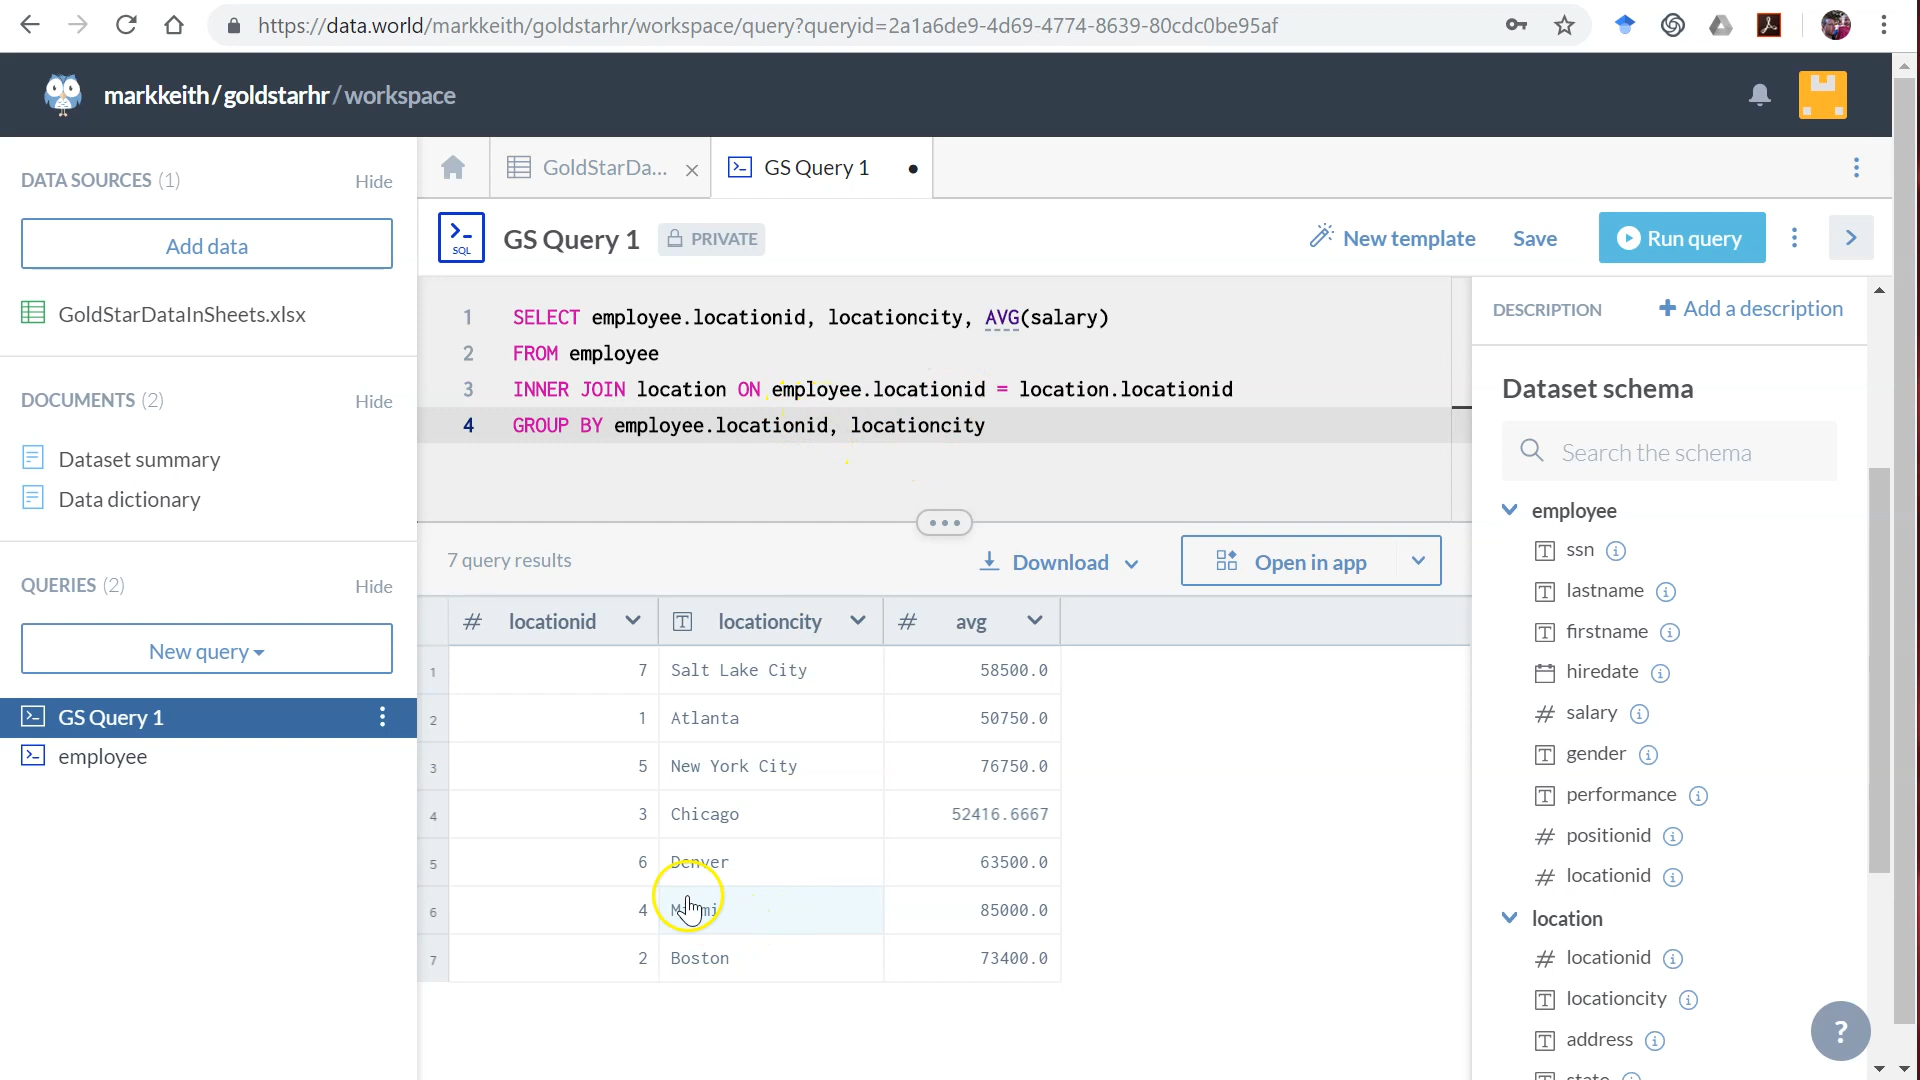 https://data.world/markkeith/goldstarhr/workspace/query?queryid=2a1a6de9-4d69-4774-8639-80cdc0be95af
markkeith/goldstarhr/workspace
DATA SOURCES (1)
Hide
Add data
GoldStarDataInSheets.xlsx
DOCUMENTS (2)
Hide
Dataset summary
Data dictionary
QUERIES (2)
Hide
New query
GS Query 1
employee
GoldStarDa...
GS Query 1
SQL
GS Query 1
PRIVATE
New template
Save
Run query
1 SELECT employee.locationid, locationcity, AVG(salary)
2 FROM employee
3 INNER JOIN location ON employee.locationid = location.locationid
4 GROUP BY employee.locationid, locationcity
7 query results
Download
Open in app
# locationid T locationcity # avg
1 7 Salt Lake City 58500.0
2 1 Atlanta 50750.0
3 5 New York City 76750.0
4 3 Chicago 52416.6667
5 6 Denver 63500.0
6 4 Miami 85000.0
7 2 Boston 73400.0
DESCRIPTION
+ Add a description
Dataset schema
Search the schema
employee
T ssn i
T lastname i
T firstname i
hiredate i
# salary i
T gender i
T performance i
# positionid i
# locationid i
location
# locationid i
T locationcity i
T address i
T state i
?